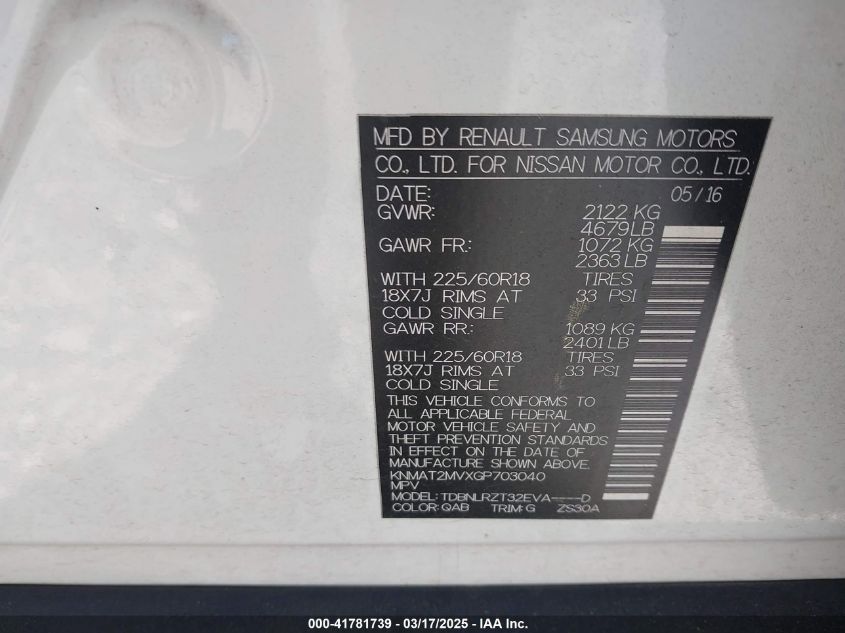 MFD BY RENAULT SAMSUNG MOTORS
CO., LTD. FOR NISSAN MOTOR CO., LTD.
DATE: 05/16
GVWR: 2122 KG
4679LB
GAWR FR.: 1072 KG
2363 LB
WITH 225/60R18 TIRES
18X7J RIMS AT 33 PSI
COLD SINGLE
GAWR RR.: 1089 KG
2401 LB
WITH 225/60R18 TIRES
18X7J RIMS AT 33 PSI
COLD SINGLE
THIS VEHICLE CONFORMS TO
ALL APPLICABLE FEDERAL
MOTOR VEHICLE SAFETY AND
THEFT PREVENTION STANDARDS
IN EFFECT ON THE DATE OF
MANUFACTURE SHOWN ABOVE.
KNMAT2MVXGP703040
MPV
MODEL: TDBNLRZT32EVA----D
COLOR: QAB TRIM: G ZS30A
000-41781739 - 03/17/2025 - IAA Inc.